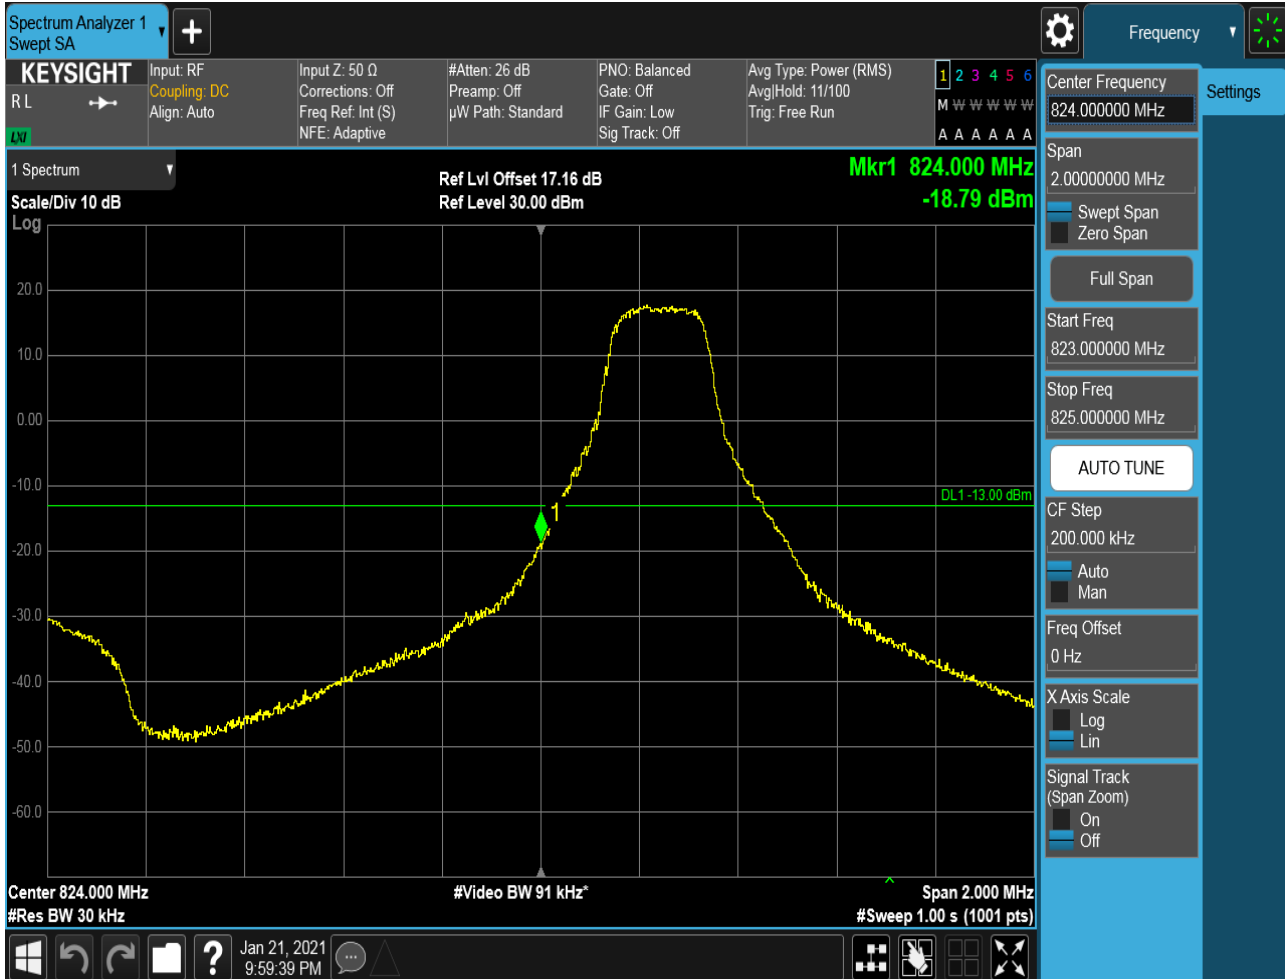 Spectrum Analyzer 1
Swept SA
Frequency
KEYSIGHT
R L
LXI
Input: RF
Coupling: DC
Align: Auto
Input Z: 50 Ω
Corrections: Off
Freq Ref: Int (S)
NFE: Adaptive
#Atten: 26 dB
Preamp: Off
µW Path: Standard
PNO: Balanced
Gate: Off
IF Gain: Low
Sig Track: Off
Avg Type: Power (RMS)
Avg|Hold: 11/100
Trig: Free Run
1 2 3 4 5 6
M W W W W W
A A A A A A
Center Frequency
824.000000 MHz
Settings
Span
2.00000000 MHz
Swept Span
Zero Span
Full Span
Start Freq
823.000000 MHz
Stop Freq
825.000000 MHz
AUTO TUNE
CF Step
200.000 kHz
Auto
Man
Freq Offset
0 Hz
X Axis Scale
Log
Lin
Signal Track
(Span Zoom)
On
Off
1 Spectrum
Scale/Div 10 dB
Log
Ref Lvl Offset 17.16 dB
Ref Level 30.00 dBm
Mkr1 824.000 MHz
-18.79 dBm
20.0
10.0
0.00
-10.0
DL1 -13.00 dBm
1
-20.0
-30.0
-40.0
-50.0
-60.0
Center 824.000 MHz
#Video BW 91 kHz*
Span 2.000 MHz
#Res BW 30 kHz
#Sweep 1.00 s (1001 pts)
?
Jan 21, 2021
9:59:39 PM